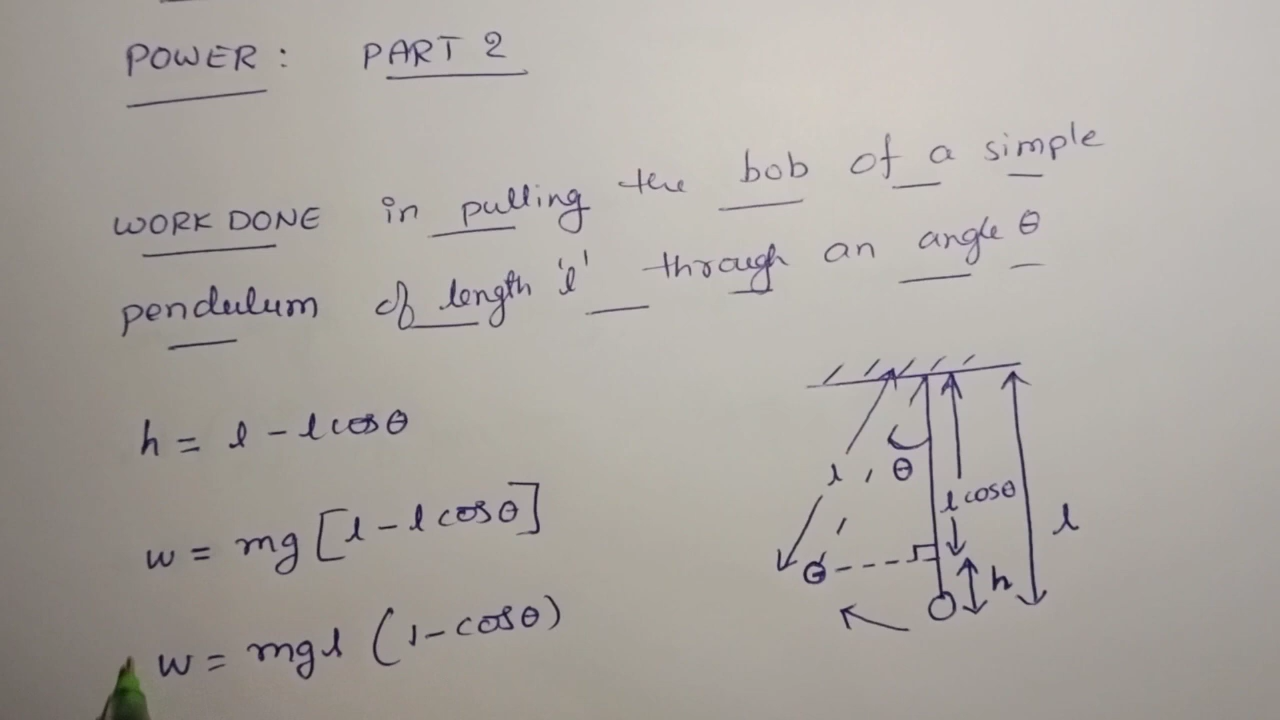 POWER: PART 2
WORK DONE in pulling the bob of a simple
pendulum of length 'l' through an angle θ
h = l - l cosθ
w = mg [l - l cosθ]
w = mgl (1 - cosθ)
l
θ
l cosθ
l
h